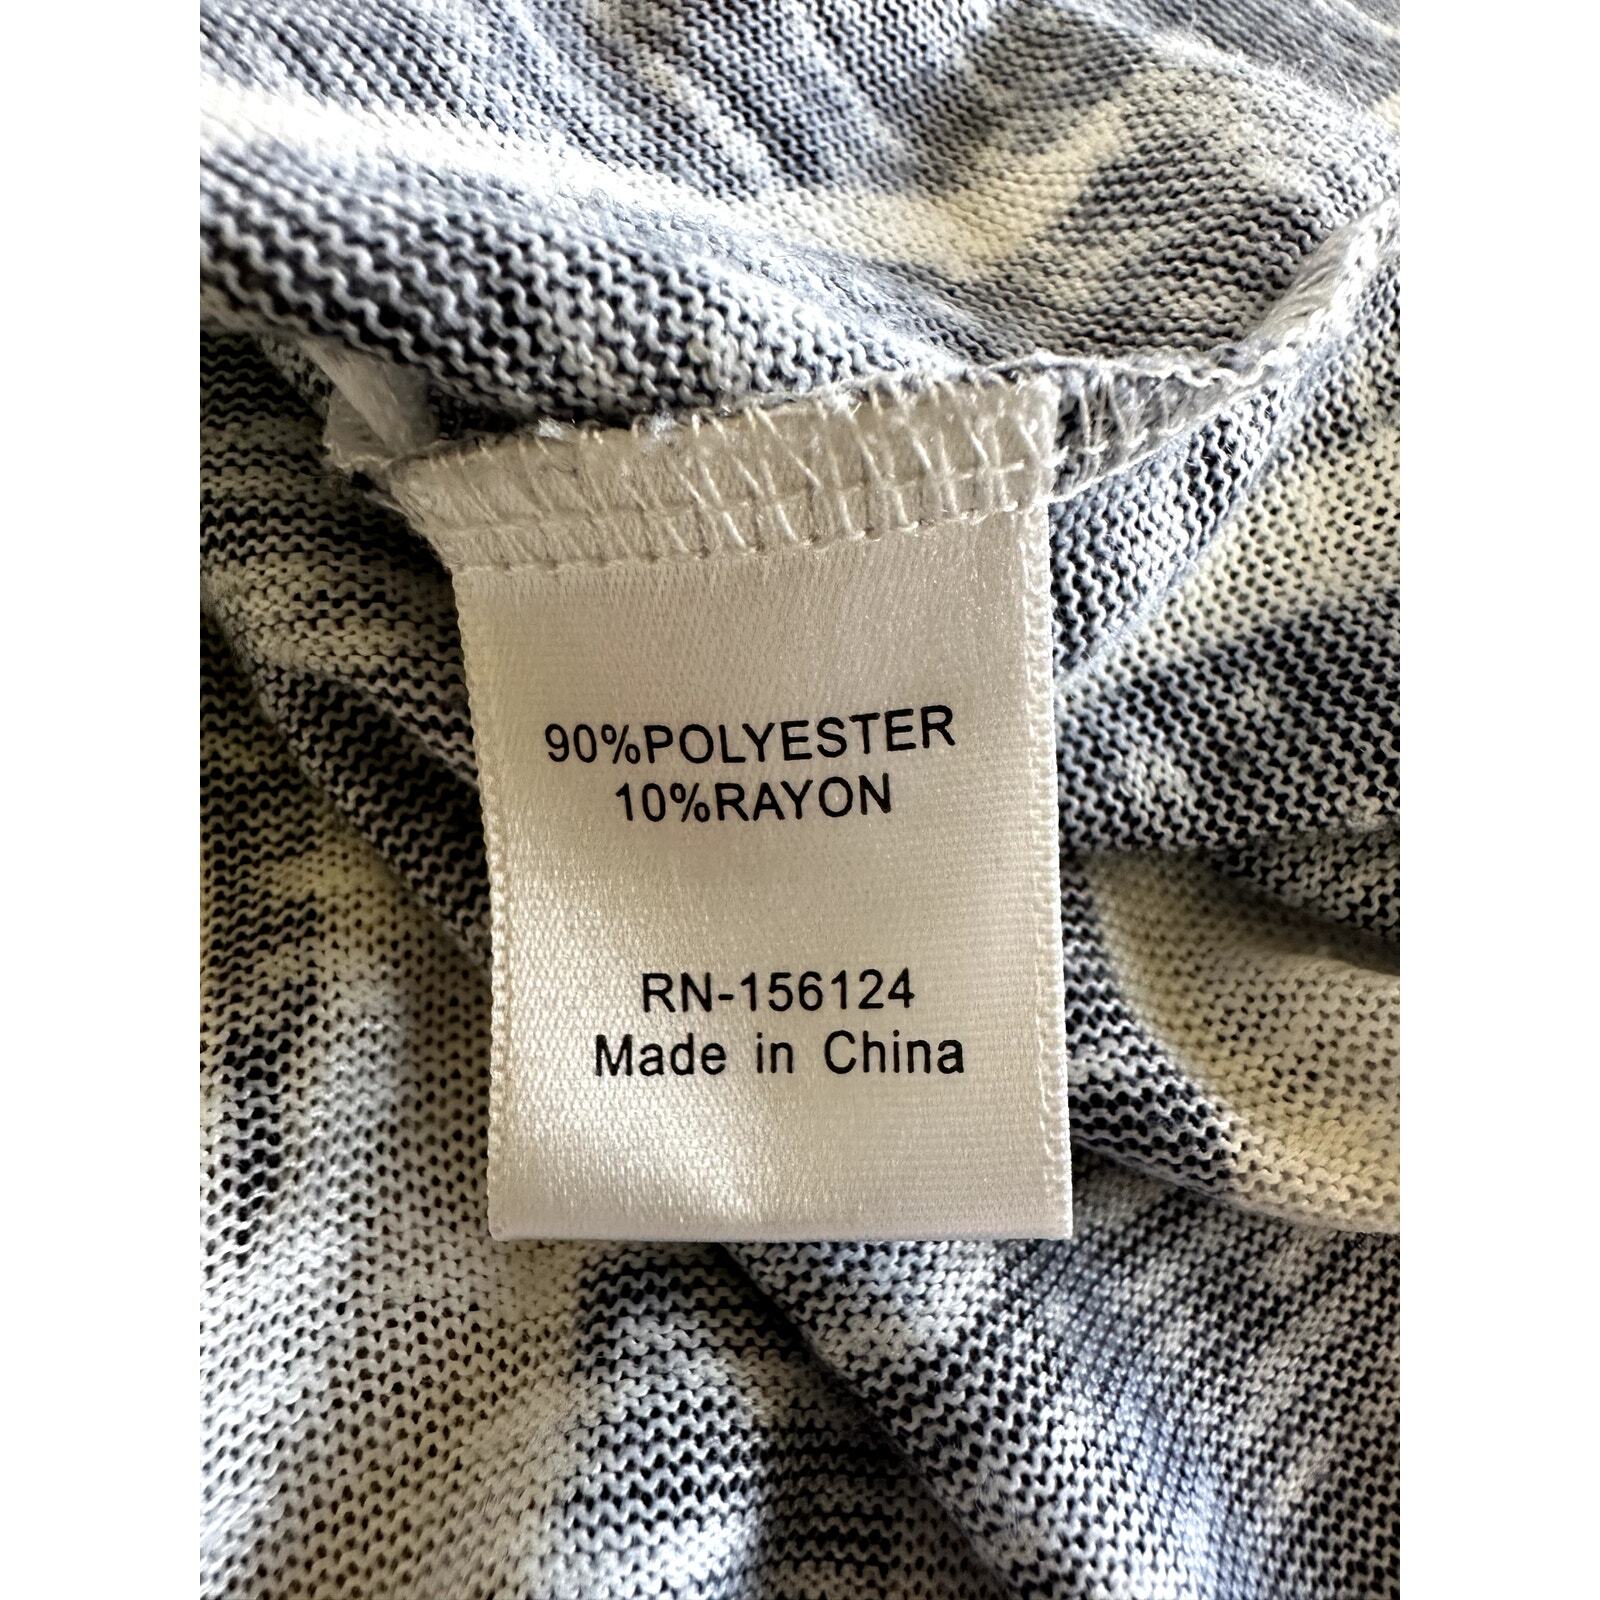 90%POLYESTER
10%RAYON
RN-156124
Made in China